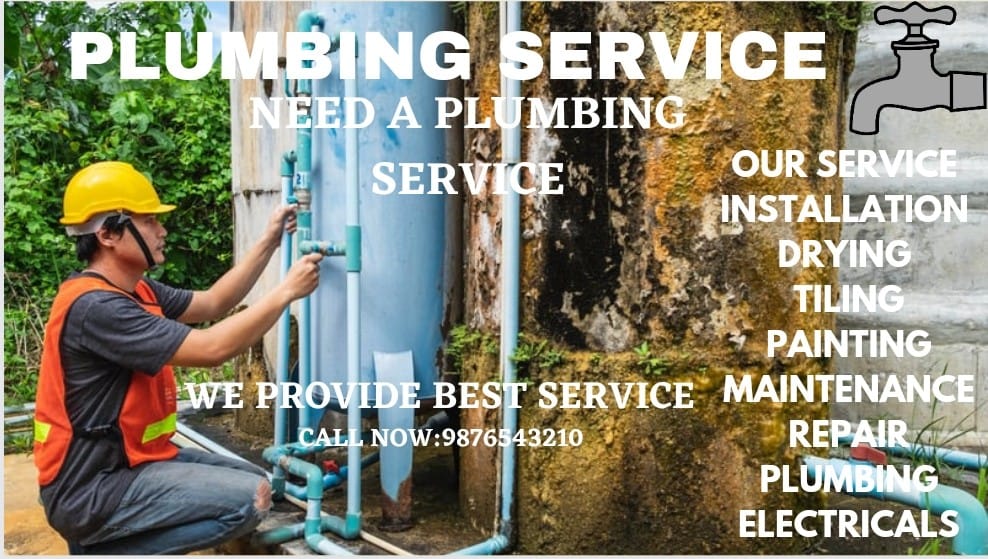 PLUMBING SERVICE
NEED A PLUMBING
SERVICE
OUR SERVICE
INSTALLATION
DRYING
TILING
PAINTING
MAINTENANCE
REPAIR
PLUMBING
ELECTRICALS
WE PROVIDE BEST SERVICE
CALL NOW:9876543210